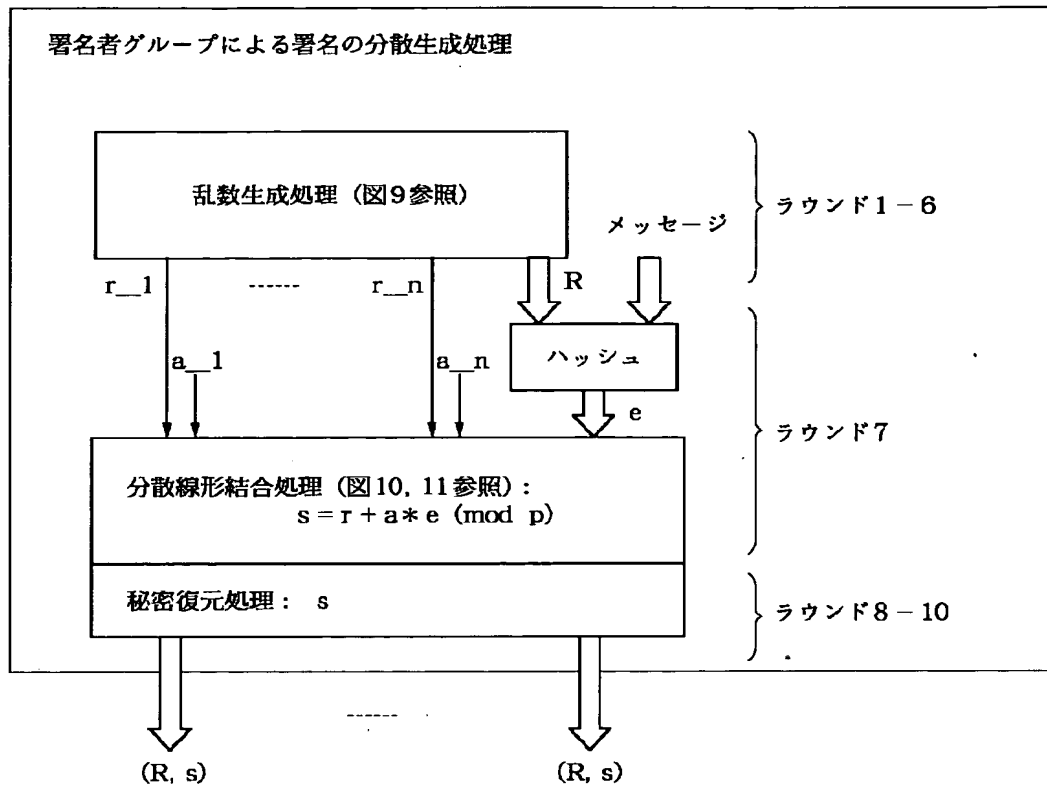 署名者グループによる署名の分散生成処理
乱数生成処理(図9参照)
ラウンド1-6
メッセージ
r__1
------
r__n
R
ハッシュ
a__1
a__n
e
ラウンド7
分散線形結合処理(図10, 11参照):
s=r+a*e (mod p)
秘密復元処理: s
ラウンド8-10
------
(R, s)
(R, s)